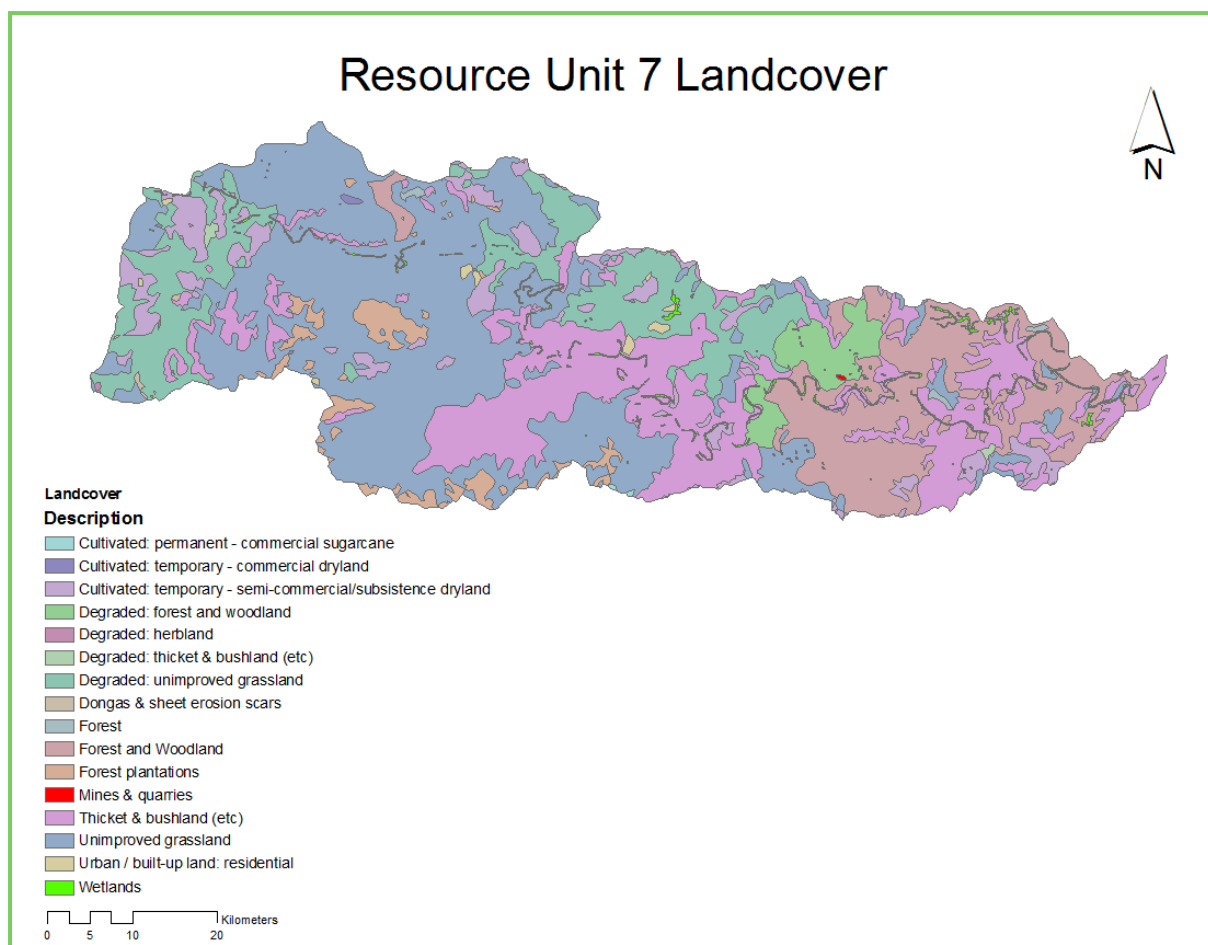 Resource Unit 7 Landcover
N
Landcover
Description
Cultivated: permanent - commercial sugarcane
Cultivated: temporary - commercial dryland
Cultivated: temporary - semi-commercial/subsistence dryland
Degraded: forest and woodland
Degraded: herbland
Degraded: thicket & bushland (etc)
Degraded: unimproved grassland
Dongas & sheet erosion scars
Forest
Forest and Woodland
Forest plantations
Mines & quarries
Thicket & bushland (etc)
Unimproved grassland
Urban / built-up land: residential
Wetlands
Kilometers
0 5 10 20